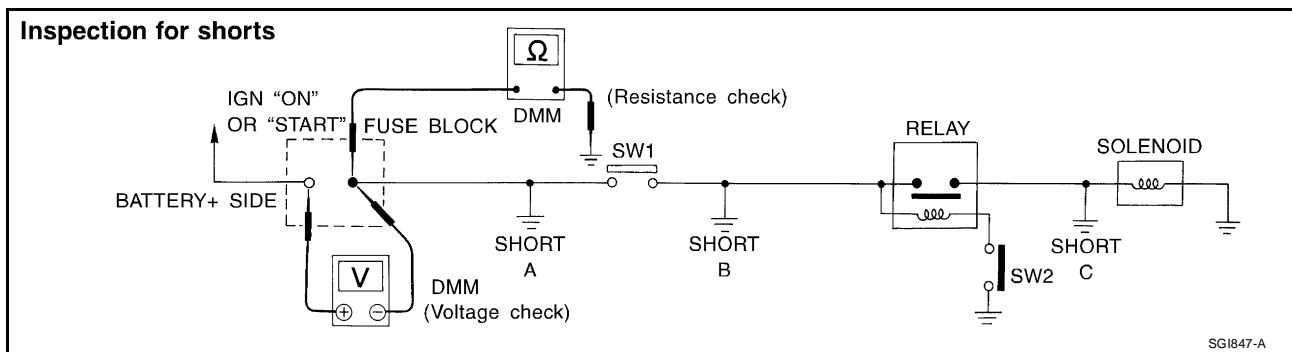 Inspection for shorts
IGN "ON"
OR "START"
FUSE BLOCK
BATTERY+ SIDE
Ω
DMM
(Resistance check)
SW1
RELAY
SOLENOID
SHORT
A
SHORT
B
SHORT
C
SW2
V
+ −
DMM
(Voltage check)
SGI847-A